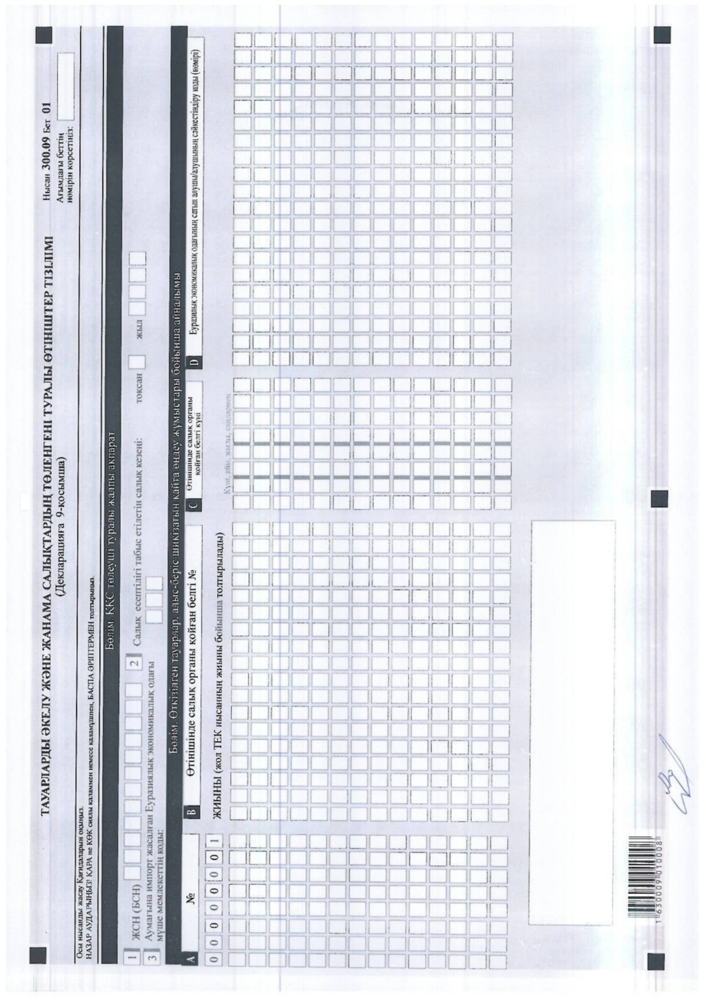 ТАУАРЛАРДЫ ӘКЕЛУ ЖӘНЕ ЖАНАМА САЛЫҚТАРДЫҢ ТӨЛЕНГЕНІ ТУРАЛЫ ӨТІНІШТЕР ТІЗІЛІМІ
(Декларацияға 9-қосымша)
Нысан 300.09 Бет 01
Ағымдағы беттің
нөмірін көрсетіңіз:
Осы нысанды жасау Қағидаларын оқыңыз.
НАЗАР АУДАРЫҢЫЗ! ҚАРА не КӨК сиялы қаламмен немесе қаламұшпен, БАСПА ӘРІПТЕРМЕН толтырыңыз.
Бөлім. ҚҚС төлеуші туралы жалпы ақпарат
1 ЖСН (БСН)
2 Салық есептілігі табыс етілетін салық кезеңі: тоқсан жыл
3 Аумағына импорт жасалған Еуразиялық экономикалық одағы
мүше мемлекеттің коды:
Бөлім. Өткізілген тауарлар, алыс-беріс шикізатын қайта өңдеу жұмыстары бойынша айналымы
A №
B Өтінішінде салық органы қойған белгі №
C Өтінішінде салық органы
қойған белгі күні
D Еуразилық экономикалық одағының сатып алушы/алушының сәйкестіндіру коды (нөмірі)
0 0 0 0 0 0 0 1 ЖИЫНЫ (жол ТЕК нысанның жиыны бойынша толтырылады)
Күні, айы, жылы, сандармен
1 630009 010008